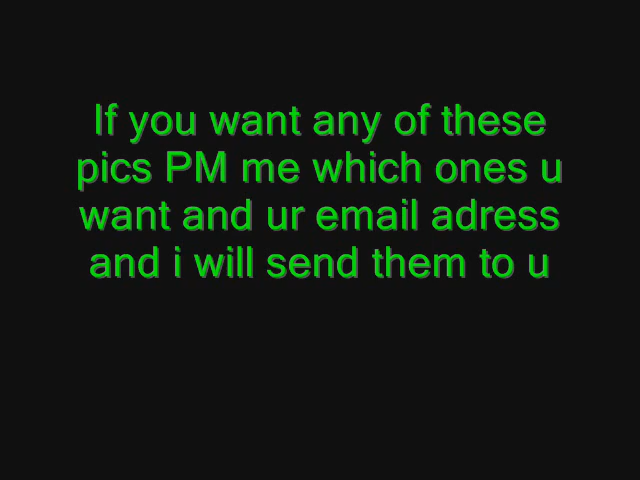 If you want any of these
pics PM me which ones u
want and ur email adress
and i will send them to u